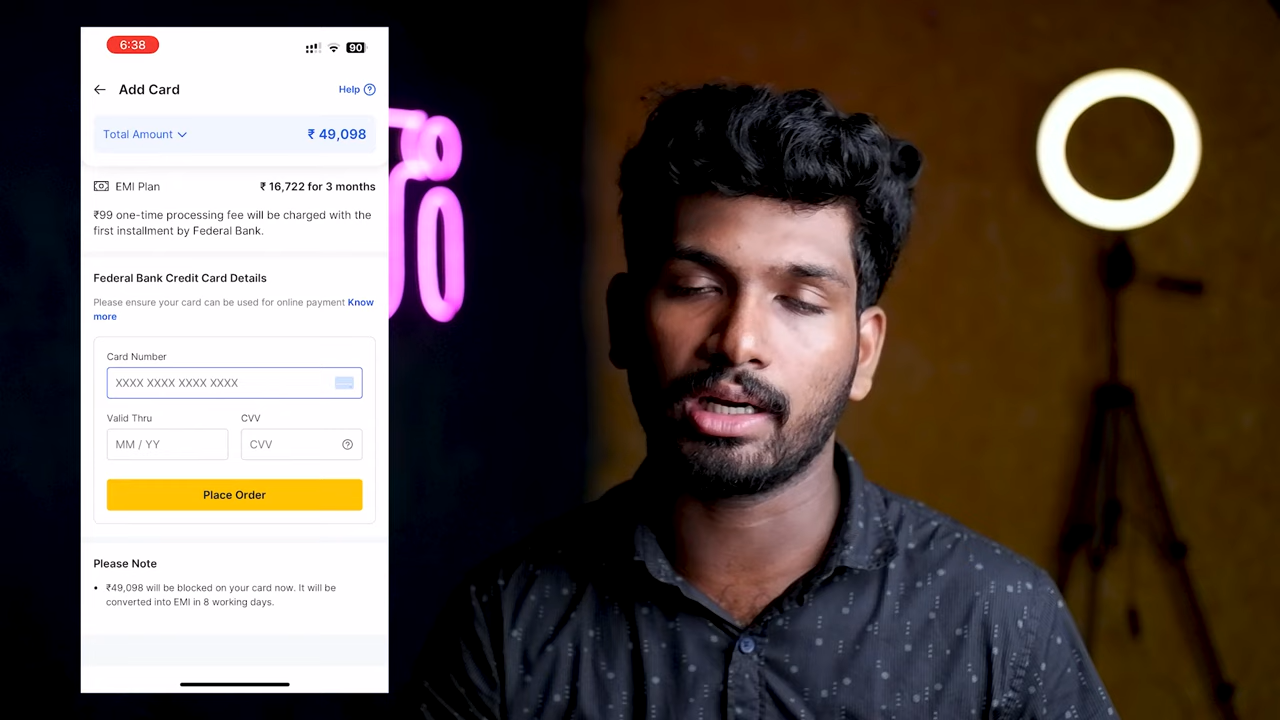 6:38
90
Add Card
Help
Total Amount
₹ 49,098
EMI Plan
₹ 16,722 for 3 months
₹99 one-time processing fee will be charged with the
first installment by Federal Bank.
Federal Bank Credit Card Details
Please ensure your card can be used for online payment Know
more
Card Number
XXXX XXXX XXXX XXXX
Valid Thru
CVV
MM / YY
CVV
Place Order
Please Note
• ₹49,098 will be blocked on your card now. It will be
converted into EMI in 8 working days.